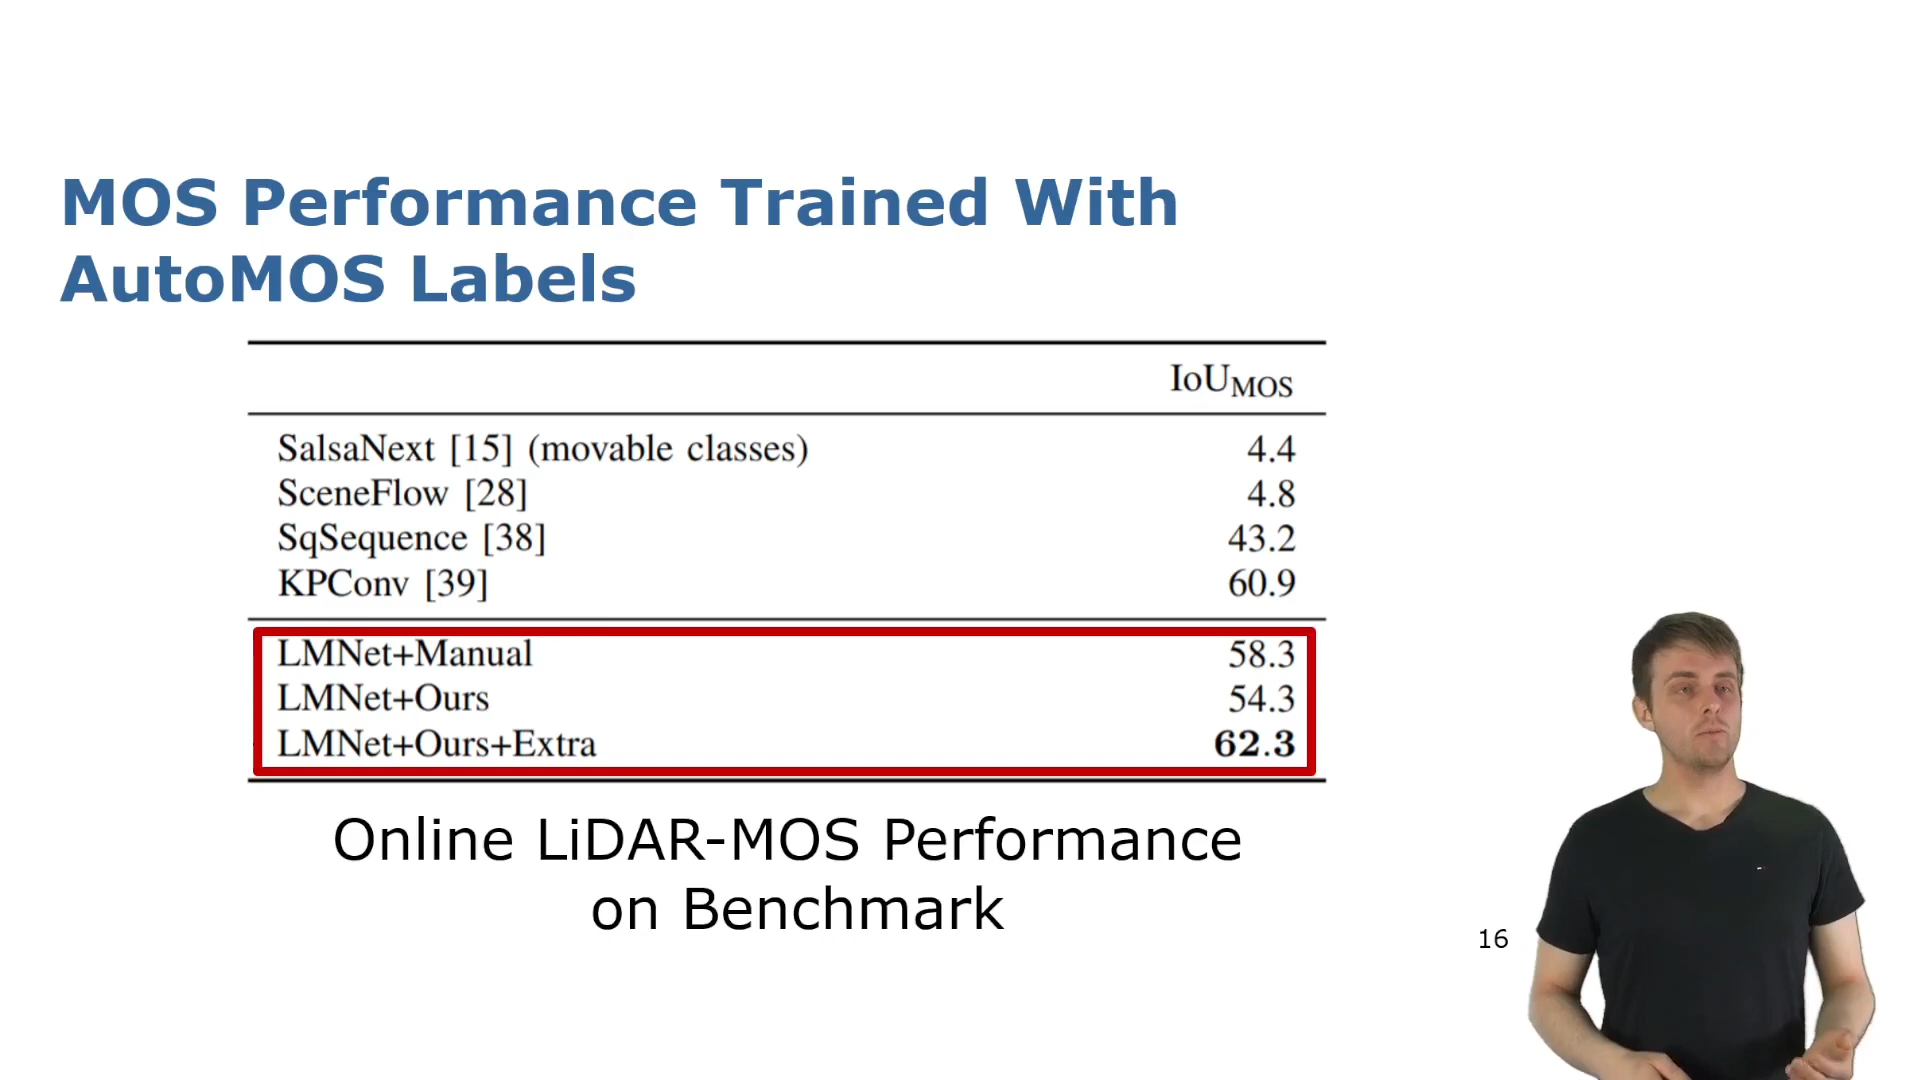 MOS Performance Trained With
AutoMOS Labels
IoU_MOS
SalsaNext [15] (movable classes) 4.4
SceneFlow [28] 4.8
SqSequence [38] 43.2
KPConv [39] 60.9
LMNet+Manual 58.3
LMNet+Ours 54.3
LMNet+Ours+Extra 62.3
Online LiDAR-MOS Performance
on Benchmark
16